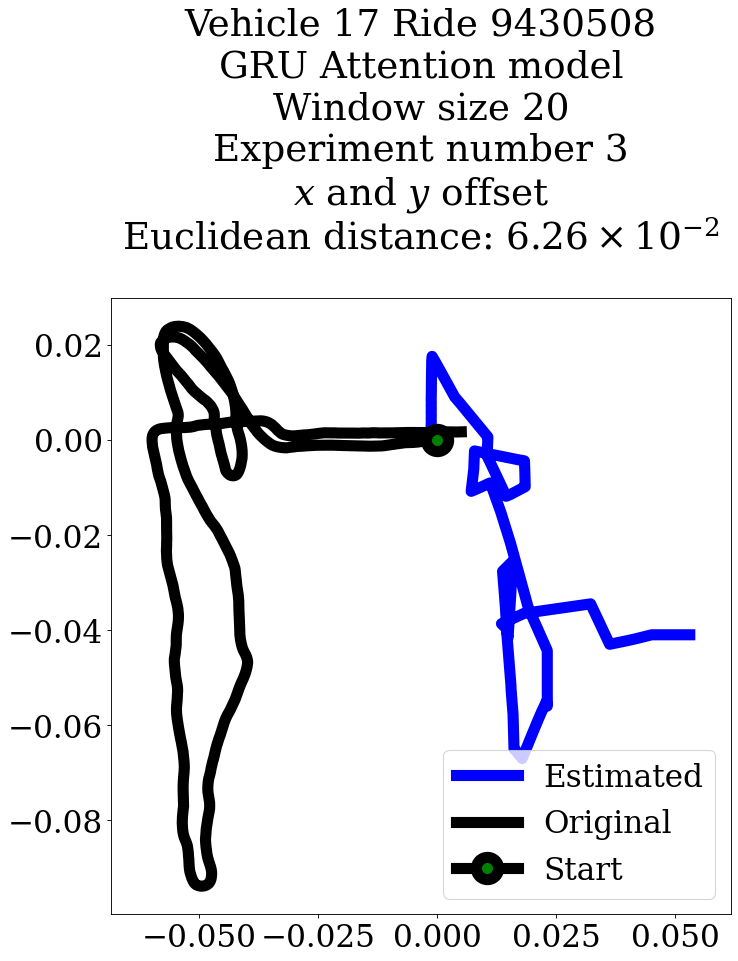 Vehicle 17 Ride 9430508
GRU Attention model
Window size 20
Experiment number 3
x and y offset
Euclidean distance: 6.26 × 10⁻²
0.02
0.00
−0.02
−0.04
−0.06
−0.08
Estimated
Original
Start
−0.050 −0.025 0.000 0.025 0.050